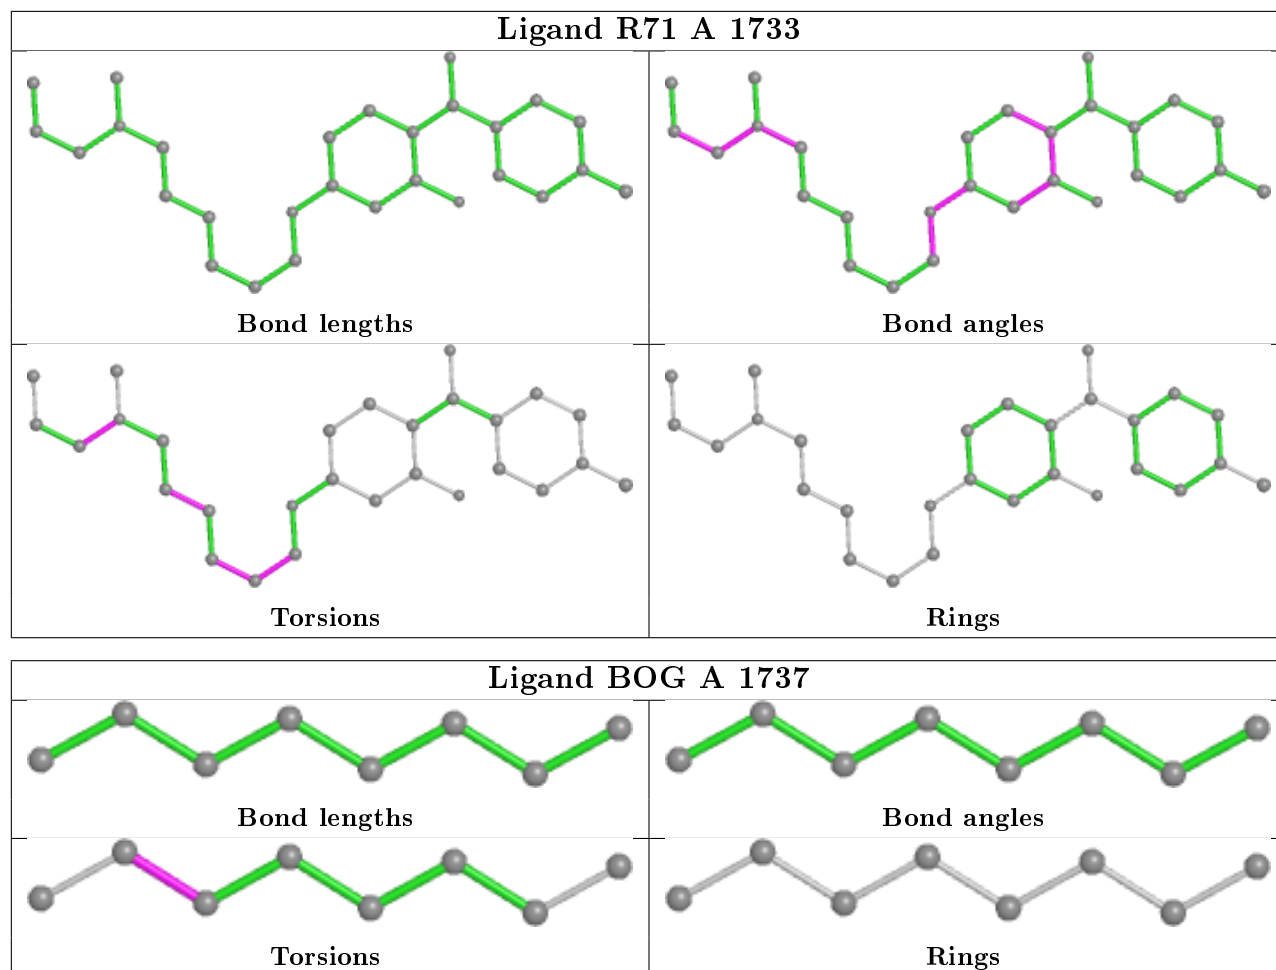 Ligand R71 A 1733
Bond lengths
Bond angles
Torsions
Rings
Ligand BOG A 1737
Bond lengths
Bond angles
Torsions
Rings